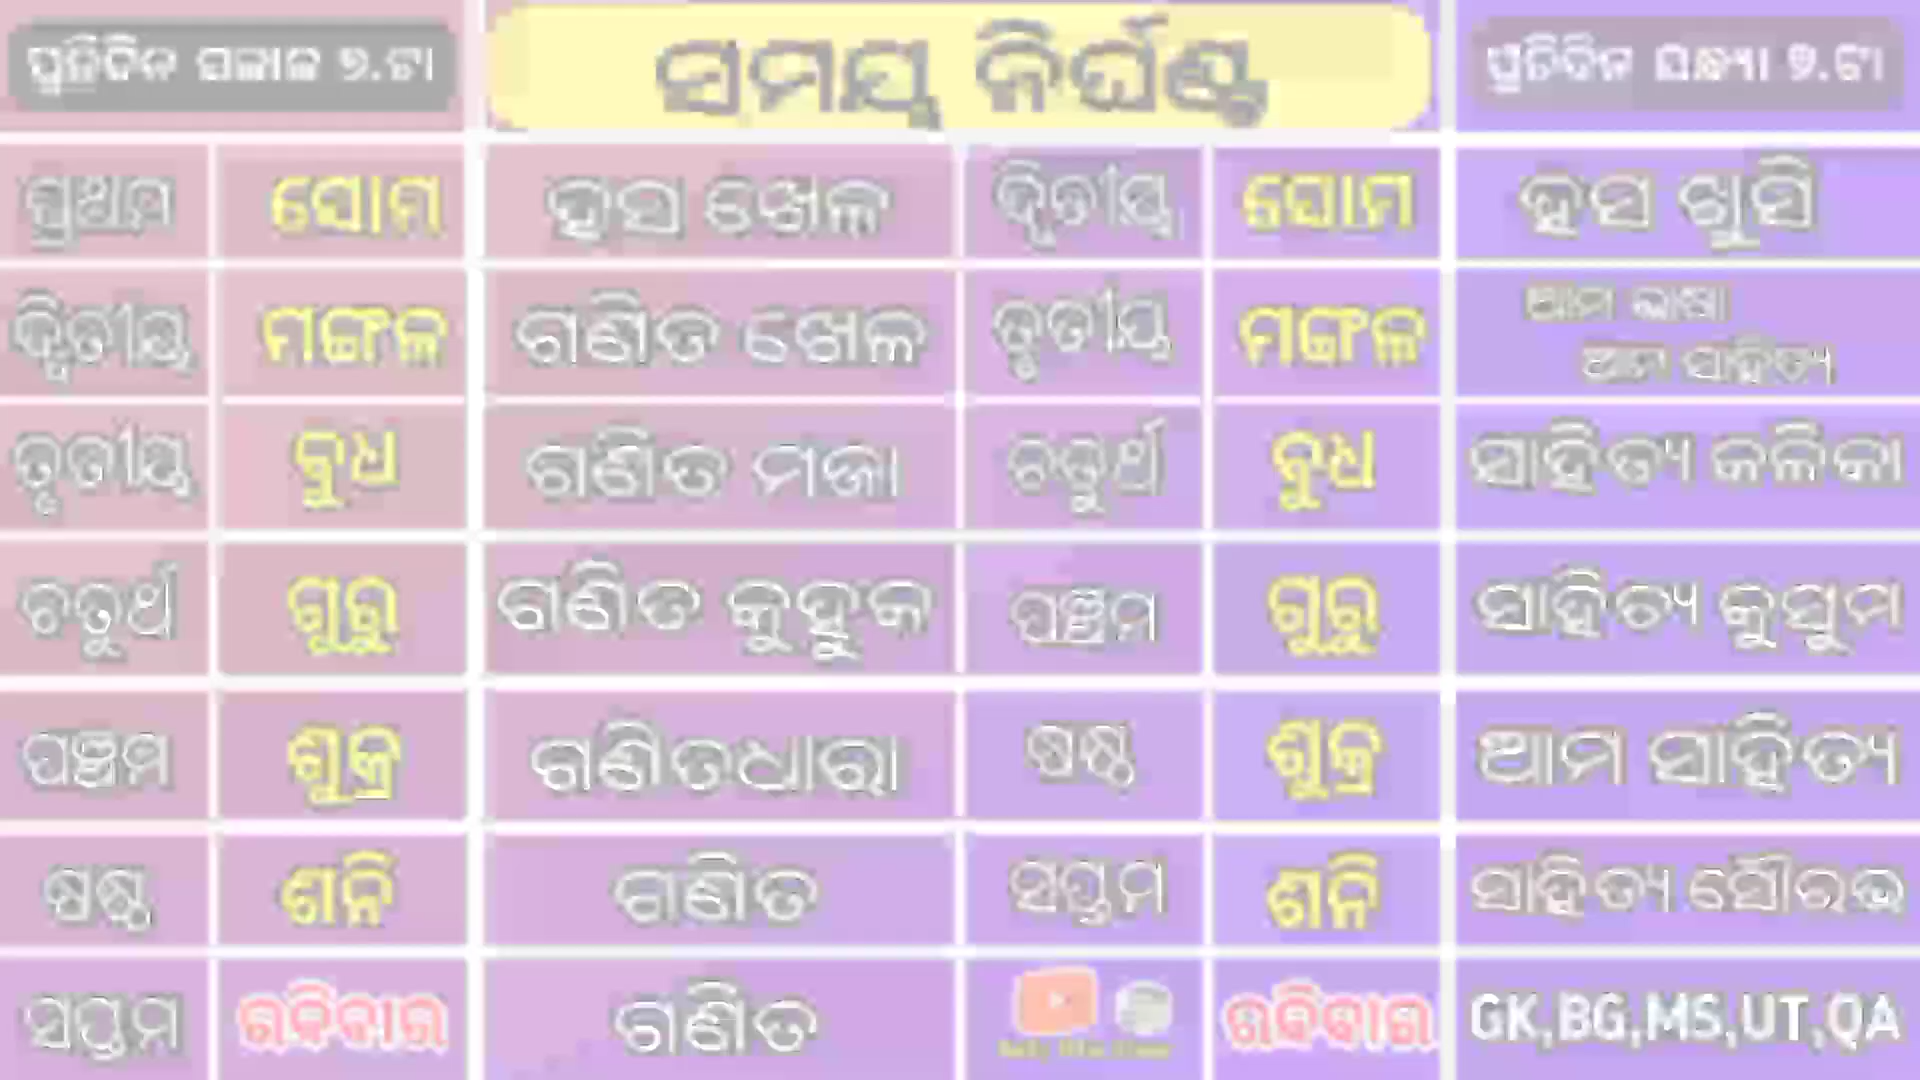 ପ୍ରତିଦିନ ସକାଳ ୭.ଟା ସମୟ ନିର୍ଘଣ୍ଟ ପ୍ରତିଦିନ ସନ୍ଧ୍ୟା ୭.ଟା
ପ୍ରଥମ ସୋମ ହସ ଖେଳ ଦ୍ଵିତୀୟ ସୋମ ହସ ଖୁସି
ଦ୍ଵିତୀୟ ମଙ୍ଗଳ ଗଣିତ ଖେଳ ତୃତୀୟ ମଙ୍ଗଳ ଆମ ଭାଷା
ଆମ ସାହିତ୍ୟ
ତୃତୀୟ ବୁଧ ଗଣିତ ମଜା ଚତୁର୍ଥ ବୁଧ ସାହିତ୍ୟ କଳିକା
ଚତୁର୍ଥ ଗୁରୁ ଗଣିତ କୁହୁକ ପଞ୍ଚମ ଗୁରୁ ସାହିତ୍ୟ କୁସୁମ
ପଞ୍ଚମ ଶୁକ୍ର ଗଣିତଧାରା ଷଷ୍ଠ ଶୁକ୍ର ଆମ ସାହିତ୍ୟ
ଷଷ୍ଠ ଶନି ଗଣିତ ସପ୍ତମ ଶନି ସାହିତ୍ୟ ସୌରଭ
ସପ୍ତମ ରବିବାର ଗଣିତ ରବିବାର GK,BG,MS,UT,QA